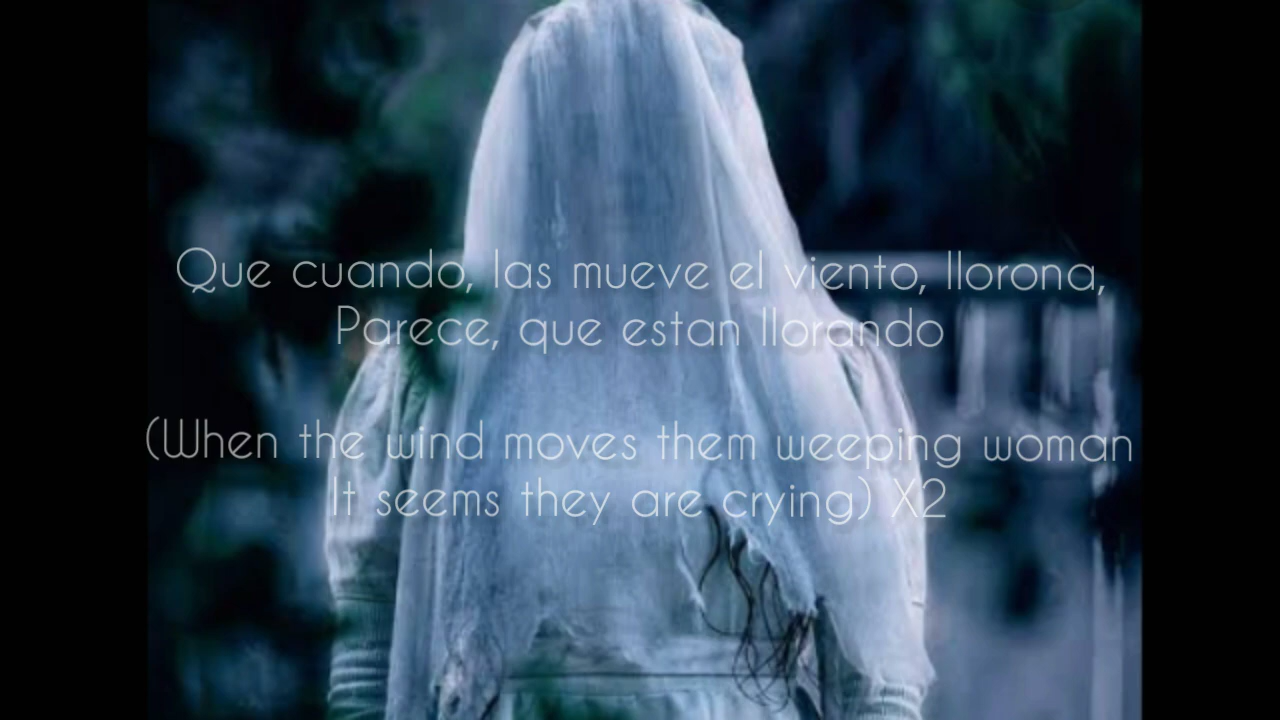 Que cuando, las mueve el viento, llorona,
Parece, que estan llorando
(When the wind moves them weeping woman
It seems they are crying) X2